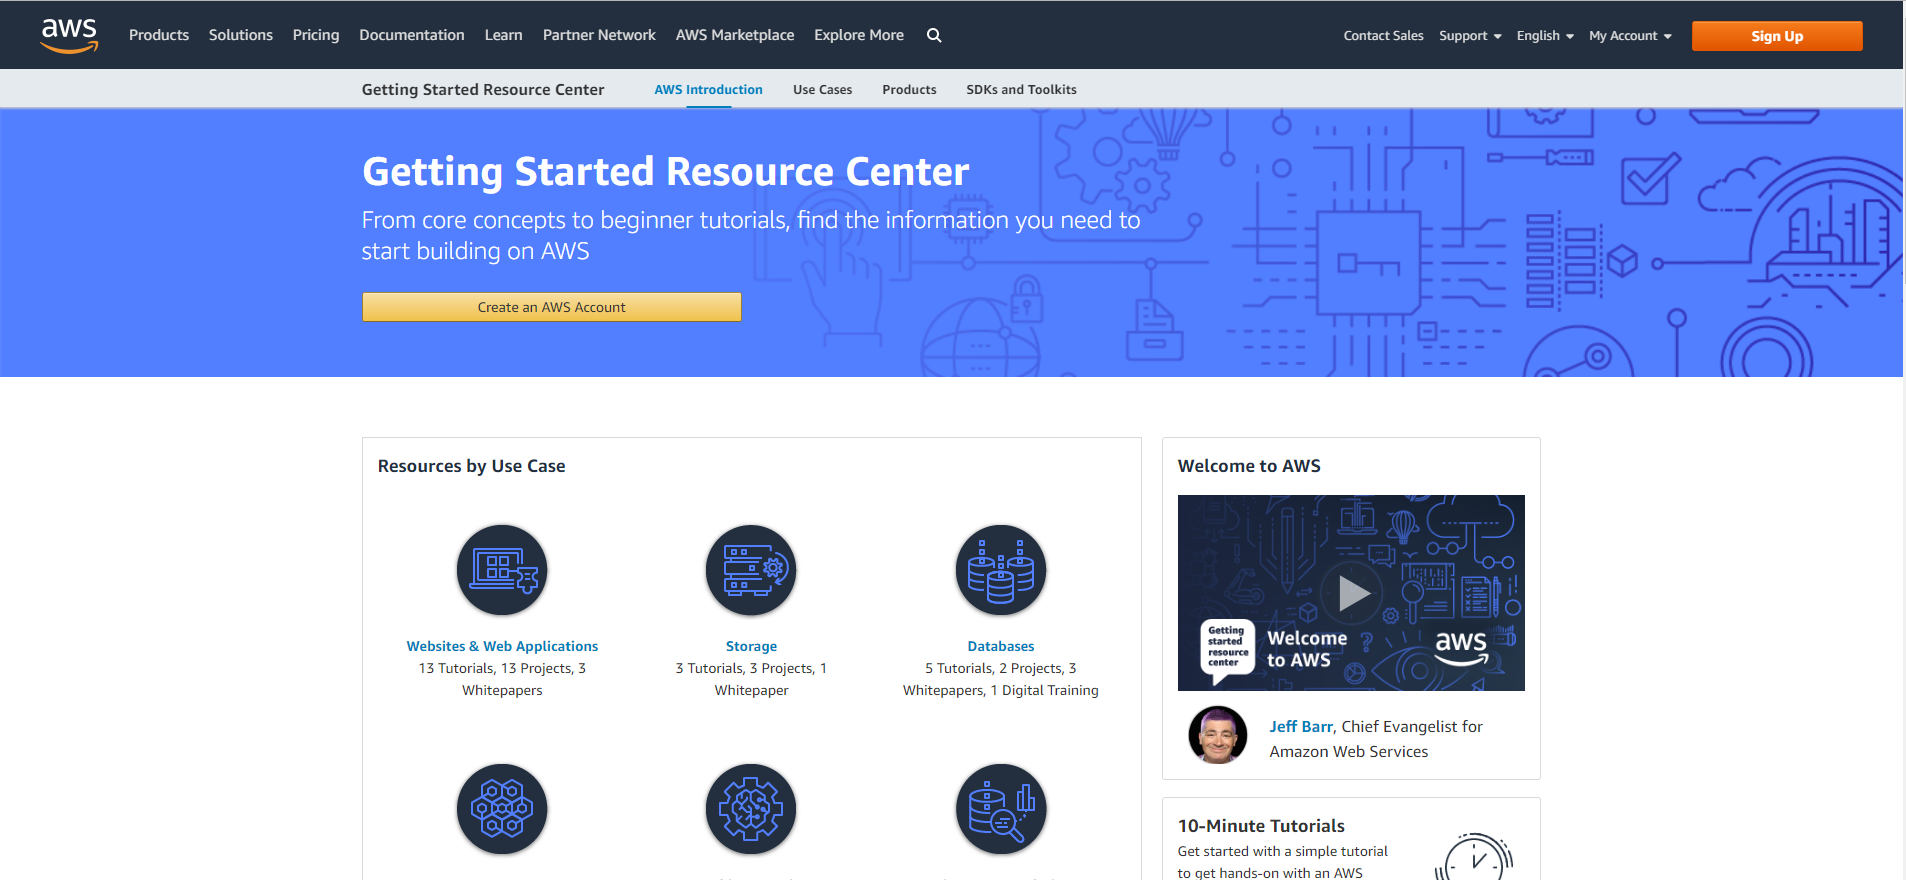 aws
Products Solutions Pricing Documentation Learn Partner Network AWS Marketplace Explore More
Contact Sales Support English My Account Sign Up
Getting Started Resource Center AWS Introduction Use Cases Products SDKs and Toolkits
Getting Started Resource Center
From core concepts to beginner tutorials, find the information you need to
start building on AWS
Create an AWS Account
Resources by Use Case
Websites & Web Applications
13 Tutorials, 13 Projects, 3
Whitepapers
Storage
3 Tutorials, 3 Projects, 1
Whitepaper
Databases
5 Tutorials, 2 Projects, 3
Whitepapers, 1 Digital Training
Welcome to AWS
Getting
started
resource
center
Welcome
to AWS
aws
Jeff Barr, Chief Evangelist for
Amazon Web Services
10-Minute Tutorials
Get started with a simple tutorial
to get hands-on with an AWS